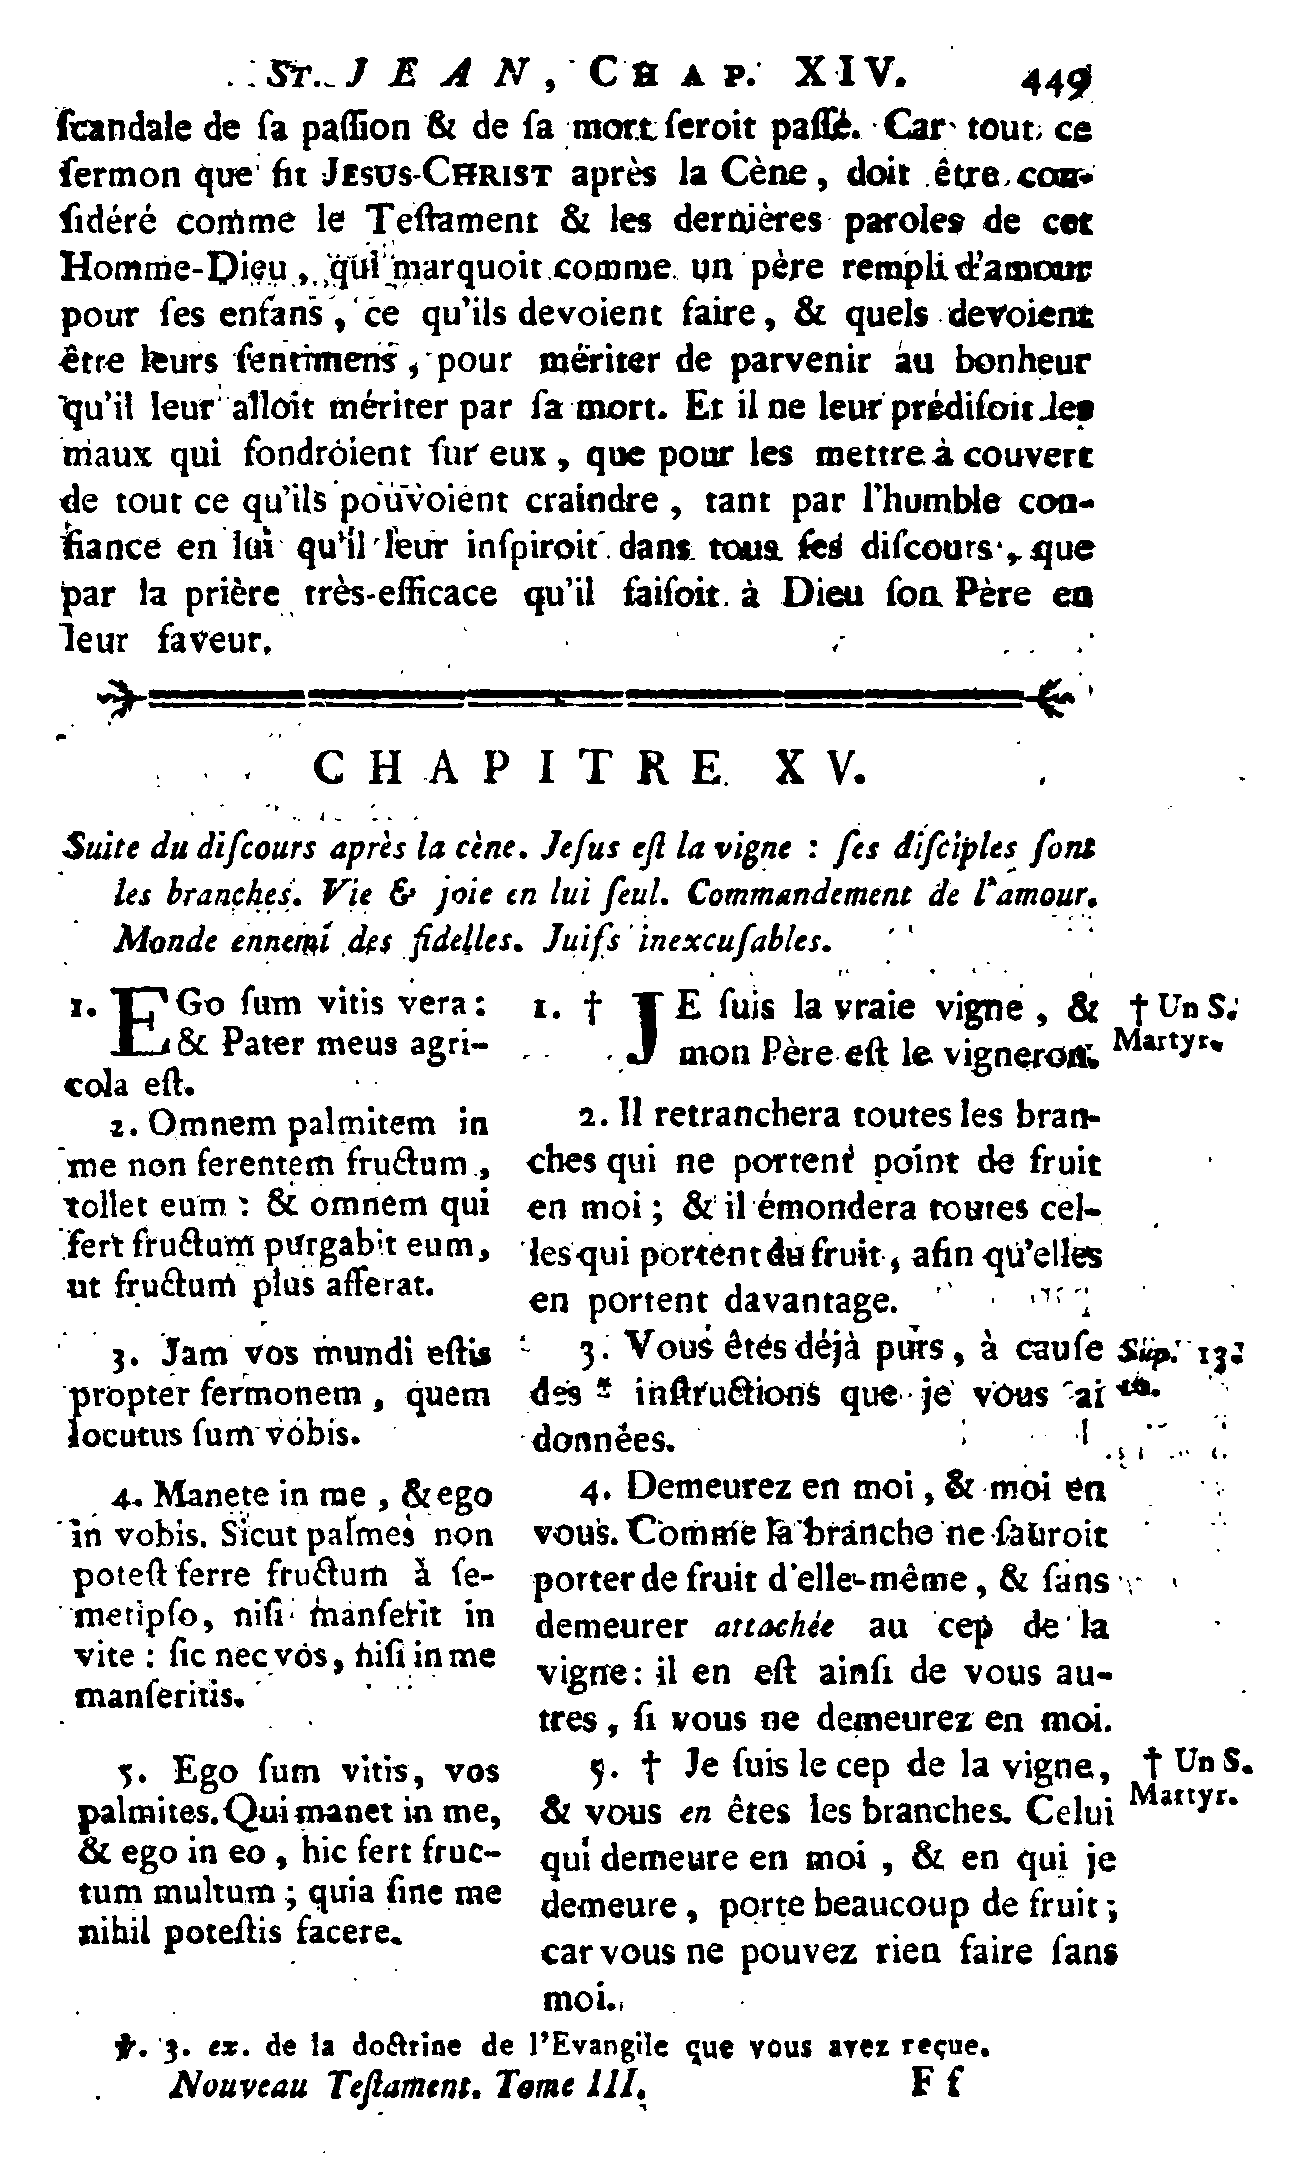 ST. JEAN, CHAP. XIV. 449
ſcandale de ſa paſſion & de ſa mort ſeroit paſſé. Car tout ce
ſermon que fit JESUS-CHRIST après la Cène, doit être con-
ſidéré comme le Teſtament & les dernières paroles de cet
Homme-Dieu, qui marquoit comme un père rempli d'amour
pour ſes enfans, ce qu'ils devoient faire, & quels devoient
être leurs ſentimens, pour mériter de parvenir au bonheur
qu'il leur alloit mériter par ſa mort. Et il ne leur prédiſoit les
maux qui fondroient ſur eux, que pour les mettre à couvert
de tout ce qu'ils pouvoient craindre, tant par l'humble con-
fiance en lui qu'il leur inſpiroit dans tous ſes diſcours, que
par la prière très-efficace qu'il faiſoit à Dieu ſon Père en
leur faveur.
CHAPITRE XV.
Suite du diſcours après la cène. Jeſus eſt la vigne : ſes diſciples ſont
les branches. Vie & joie en lui ſeul. Commandement de l'amour.
Monde ennemi des fidelles. Juifs inexcuſables.
1. EGo ſum vitis vera:
& Pater meus agri-
cola eſt.
2. Omnem palmitem in
me non ferentem fructum,
tollet eum : & omnem qui
fert fructum purgabit eum,
ut fructum plus afferat.
3. Jam vos mundi eſtis
propter ſermonem, quem
locutus ſum vobis.
4. Manete in me, & ego
in vobis. Sicut palmes non
poteſt ferre fructum à ſe-
metipſo, niſi manſerit in
vite : ſic nec vos, niſi in me
manſeritis.
5. Ego ſum vitis, vos
palmites. Qui manet in me,
& ego in eo, hic fert fruc-
tum multum ; quia ſine me
nihil poteſtis facere.
1. † JE ſuis la vraie vigne, &
mon Père eſt le vigneron.
2. Il retranchera toutes les bran-
ches qui ne portent point de fruit
en moi ; & il émondera toutes cel-
les qui portent du fruit, afin qu'elles
en portent davantage.
3. Vous êtes déjà purs, à cauſe
des * inſtructions que je vous ai
données.
4. Demeurez en moi, & moi en
vous. Comme la branche ne ſauroit
porter de fruit d'elle-même, & ſans
demeurer attachée au cep de la
vigne: il en eſt ainſi de vous au-
tres, ſi vous ne demeurez en moi.
5. † Je ſuis le cep de la vigne,
& vous en êtes les branches. Celui
qui demeure en moi, & en qui je
demeure, porte beaucoup de fruit ;
car vous ne pouvez rien faire ſans
moi.
† Un S.
Martyr.
Sup. 13.
10.
† Un S.
Martyr.
℣. 3. ex. de la doctrine de l'Evangile que vous avez reçue.
Nouveau Teſtament. Tome III. F f